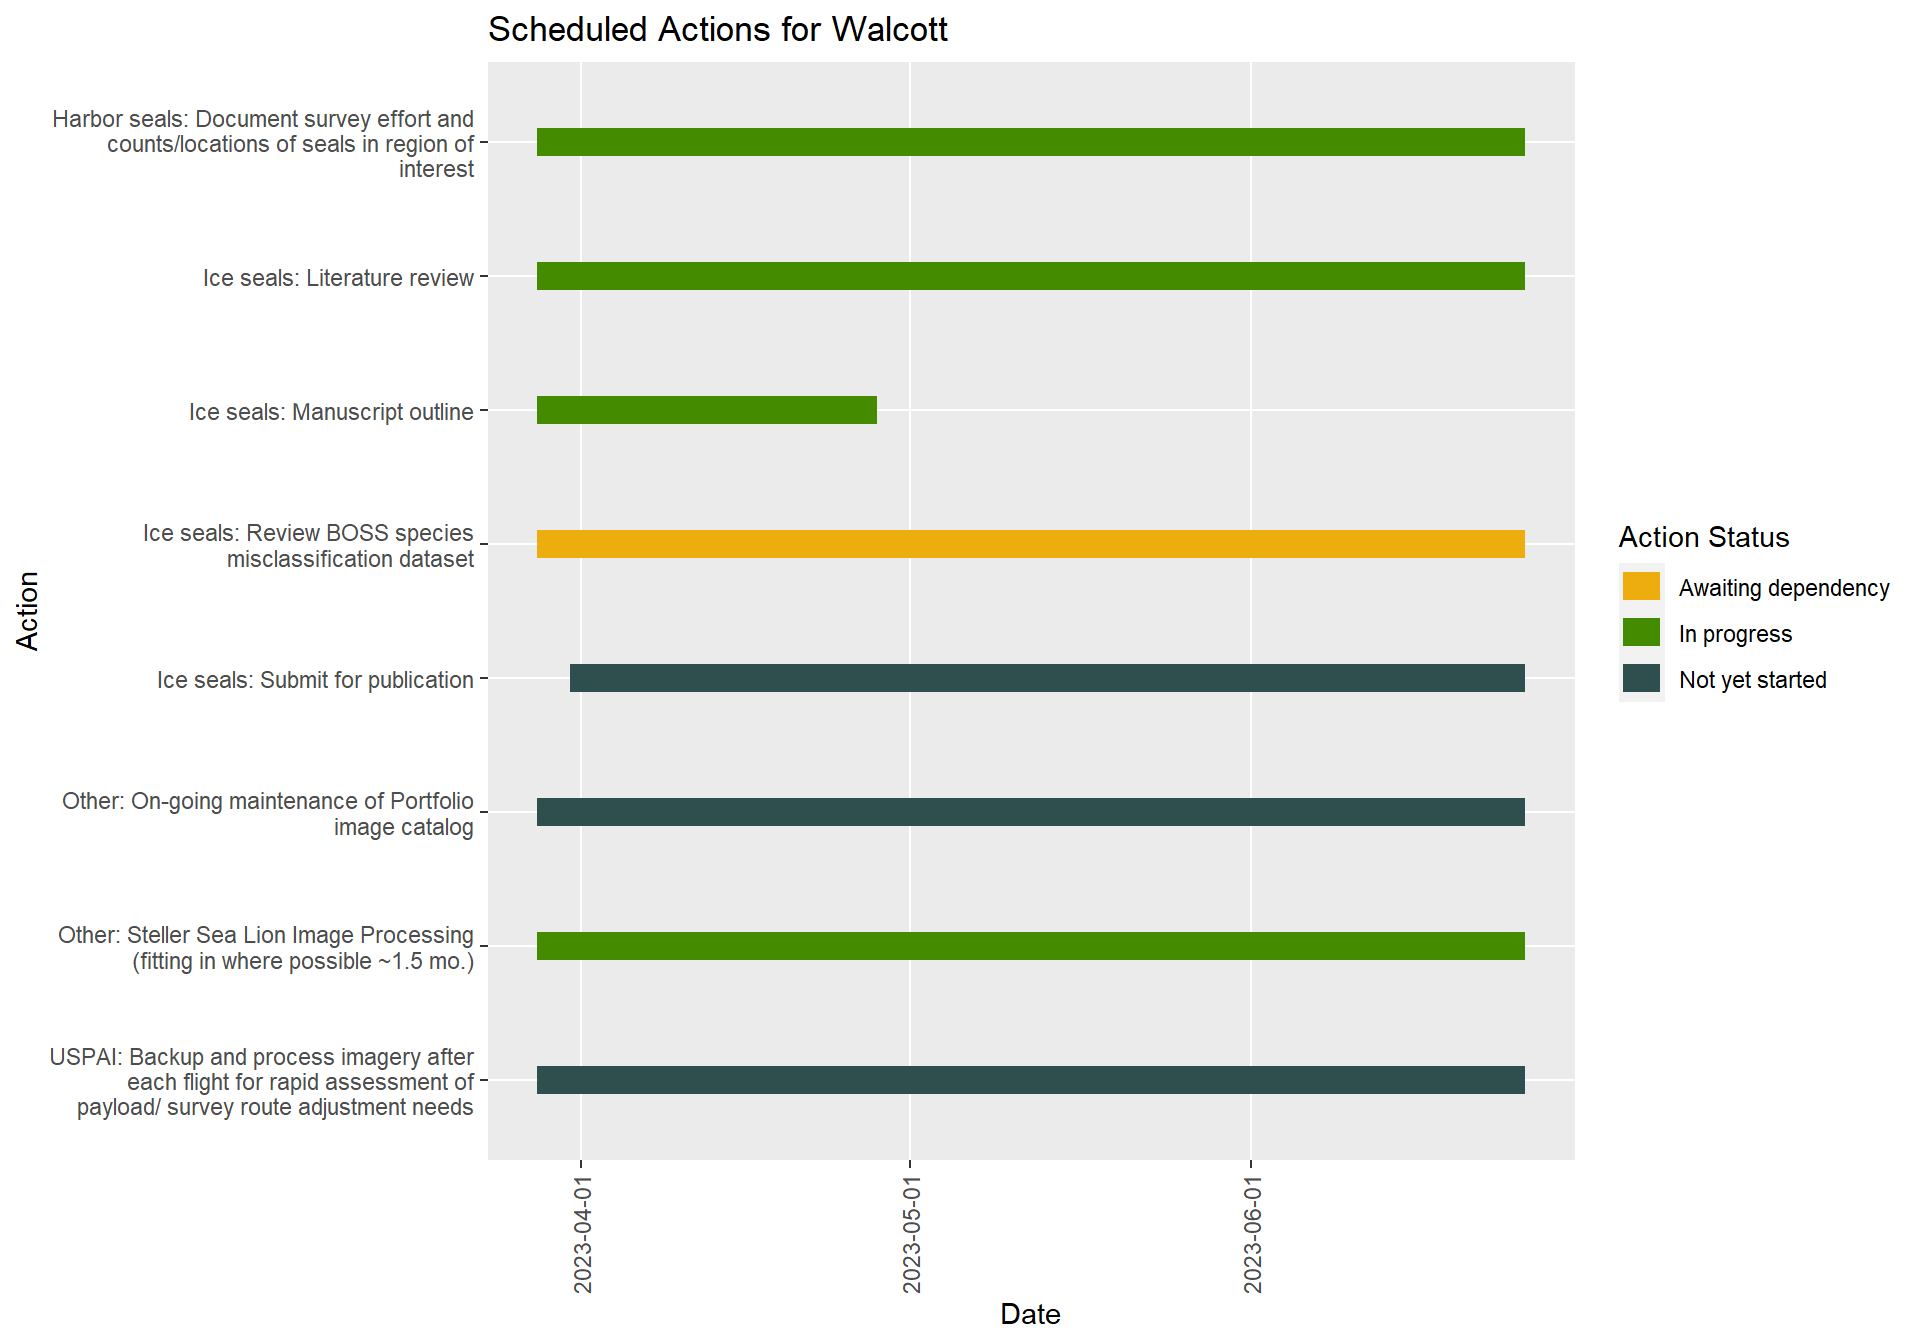 Scheduled Actions for Walcott
Harbor seals: Document survey effort and
counts/locations of seals in region of
interest
Ice seals: Literature review
Ice seals: Manuscript outline
Ice seals: Review BOSS species
misclassification dataset
Ice seals: Submit for publication
Other: On-going maintenance of Portfolio
image catalog
Other: Steller Sea Lion Image Processing
(fitting in where possible ~1.5 mo.)
USPAI: Backup and process imagery after
each flight for rapid assessment of
payload/ survey route adjustment needs
Action
2023-04-01
2023-05-01
2023-06-01
Date
Action Status
Awaiting dependency
In progress
Not yet started